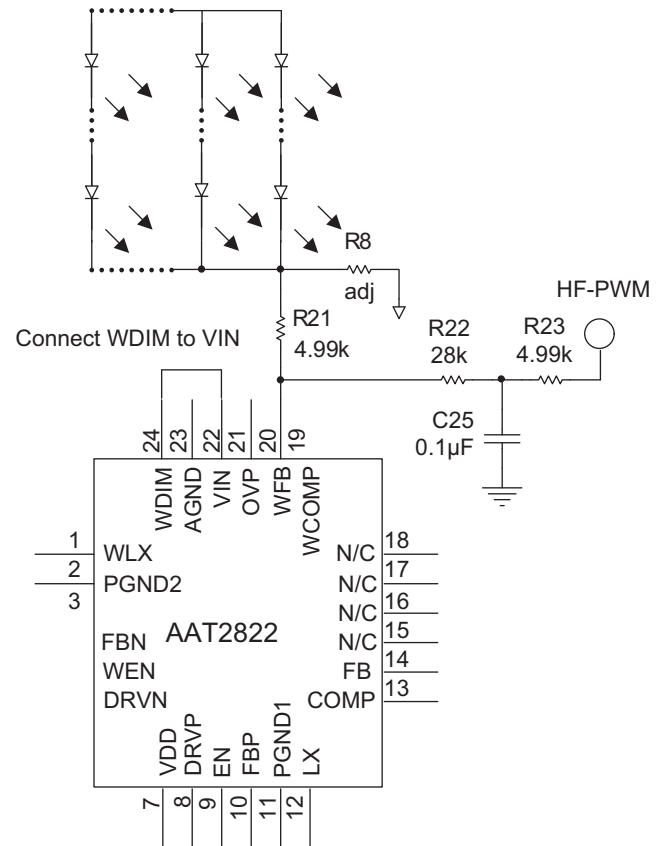 R8
adj
HF-PWM
R21
4.99k
R22
28k
R23
4.99k
Connect WDIM to VIN
C25
0.1µF
24
23
22
21
20
19
WDIM
AGND
VIN
OVP
WFB
WCOMP
1
WLX
2
PGND2
3
FBN
WEN
DRVN
AAT2822
N/C
18
N/C
17
N/C
16
N/C
15
FB
14
COMP
13
VDD
DRVP
EN
FBP
PGND1
LX
7
8
9
10
11
12